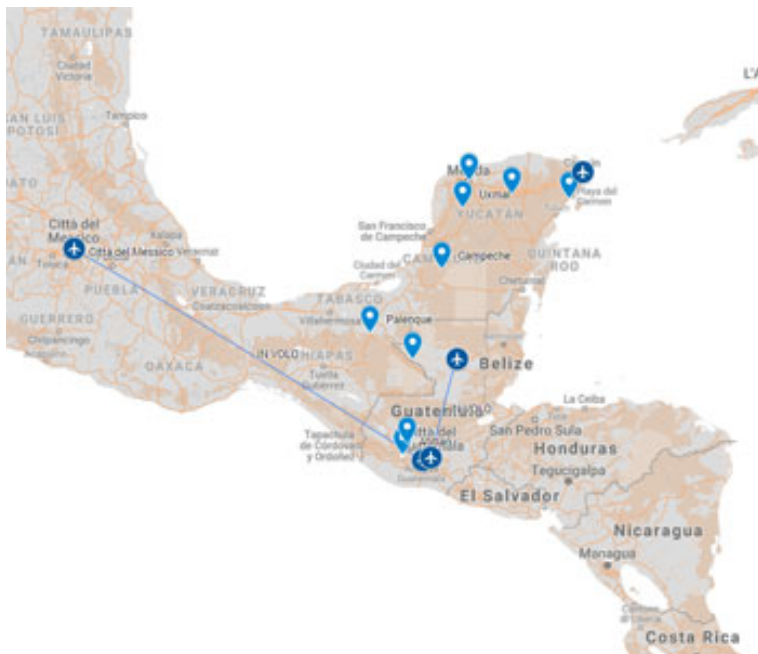 TAMAULIPAS
Ciudad
Victoria
L'A
SAN LUIS
POTOSÍ
Tampico
Uxmal
Playa del
Carmen
YUCATÁN
San Francisco
de Campeche
Città del
Messico
Xalapa
Città del Messico
Veracruz
Toluca
Campeche
QUINTANA
ROO
Ciudad del
Carmen
Chetumal
PUEBLA
VERACRUZ
Coatzacoalcos
TABASCO
Villahermosa
Palenque
GUERRERO
Chilpancingo
Acapulco
OAXACA
IN VOLO
CHIAPAS
Tuxtla
Gutiérrez
Belize
La Ceiba
Guatemala
San Pedro Sula
Tapachula
de Córdova
y Ordoñez
Honduras
Tegucigalpa
El Salvador
Nicaragua
Managua
Costa Rica